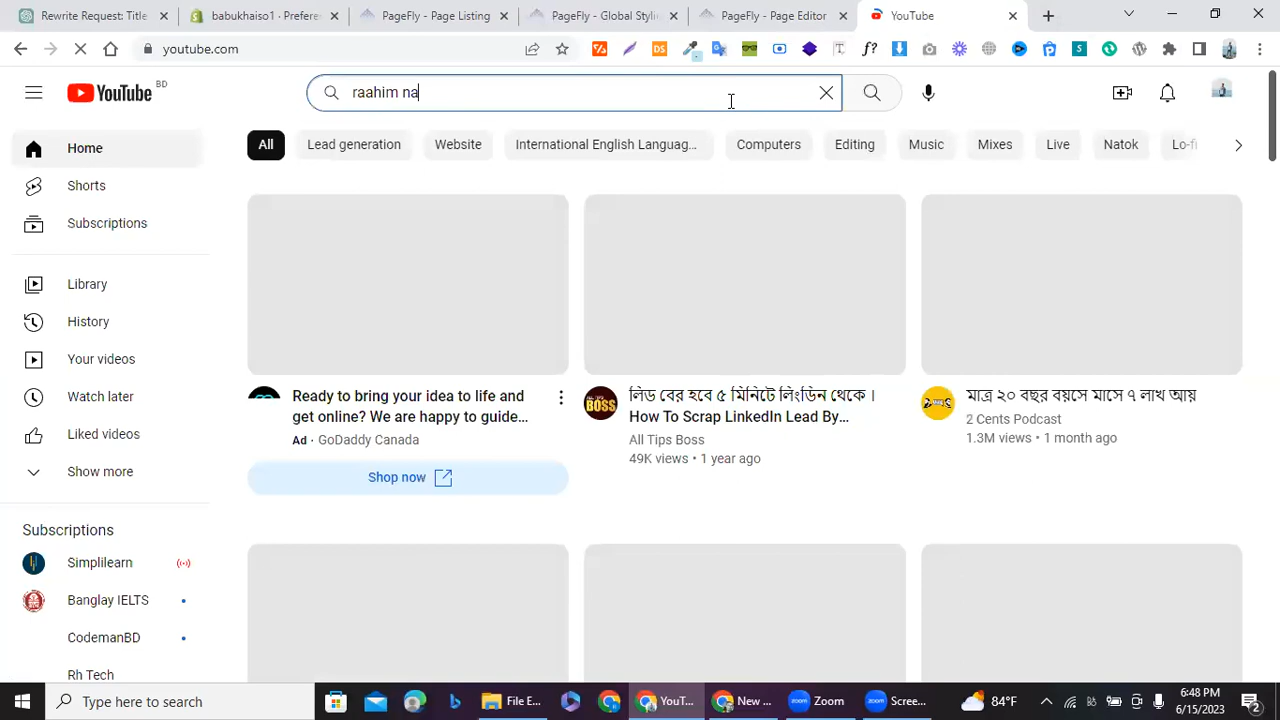 Rewrite Request: Title
babukhaiso1 · Prefere
PageFly - Page Listing
PageFly - Global Styli
PageFly - Page Editor
YouTube
youtube.com
YouTube BD
raahim na
All
Lead generation
Website
International English Languag...
Computers
Editing
Music
Mixes
Live
Natok
Lo-fi
Home
Shorts
Subscriptions
Library
History
Your videos
Watch later
Liked videos
Show more
Subscriptions
Simplilearn
Banglay IELTS
CodemanBD
Rh Tech
Ready to bring your idea to life and
get online? We are happy to guide...
Ad · GoDaddy Canada
Shop now
BOSS
লিড বের হবে ৫ মিনিটে লিংডিন থেকে ।
How To Scrap LinkedIn Lead By...
All Tips Boss
49K views · 1 year ago
মাত্র ২০ বছর বয়সে মাসে ৭ লাখ আয়
2 Cents Podcast
1.3M views · 1 month ago
Type here to search
File E...
YouT...
New ...
Zoom
Scree...
84°F
6:48 PM
6/15/2023
2